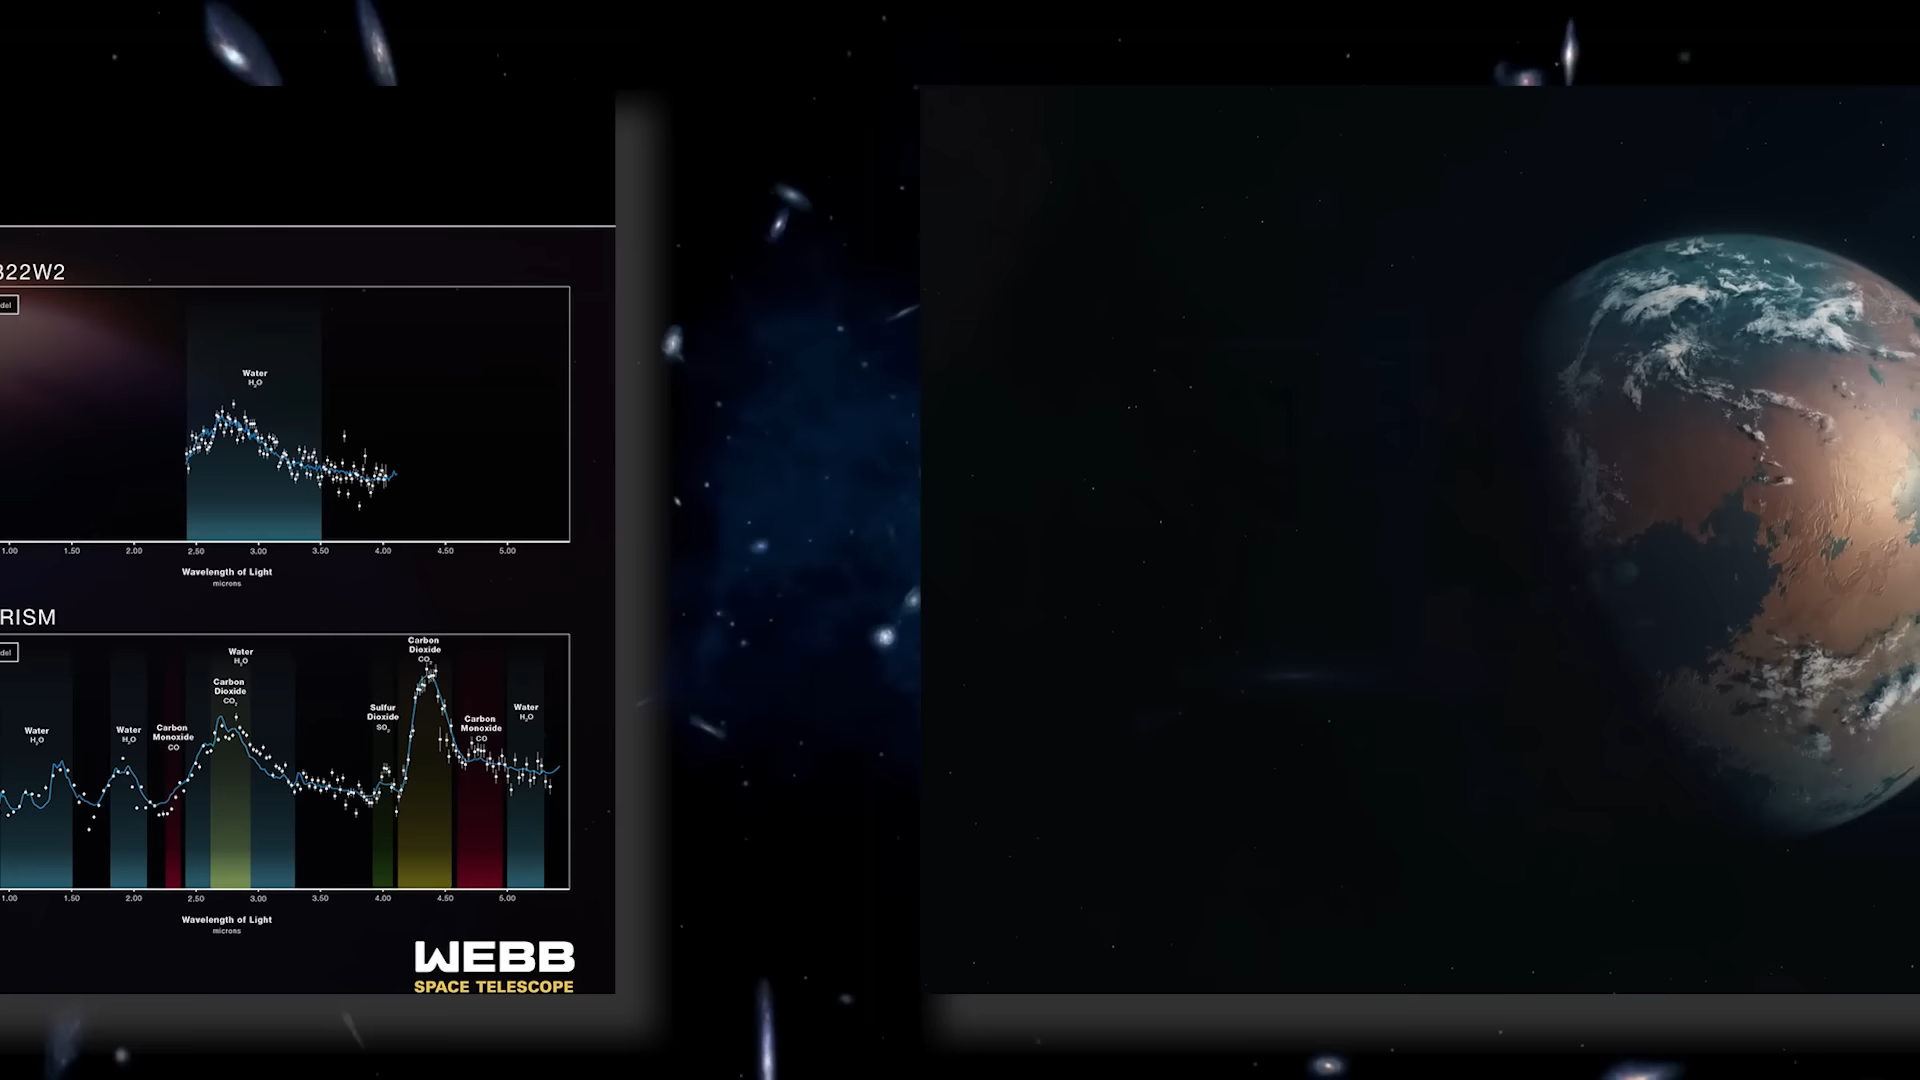 322W2
del
Water
H₂O
1.00 1.50 2.00 2.50 3.00 3.50 4.00 4.50 5.00
Wavelength of Light
microns
RISM
del
Carbon
Dioxide
CO₂
Water
H₂O
Carbon
Dioxide
CO₂
Sulfur
Dioxide
SO₂
Water
H₂O
Carbon
Monoxide
CO
Water
H₂O
Water
H₂O
Carbon
Monoxide
CO
1.00 1.50 2.00 2.50 3.00 3.50 4.00 4.50 5.00
Wavelength of Light
microns
WEBB
SPACE TELESCOPE